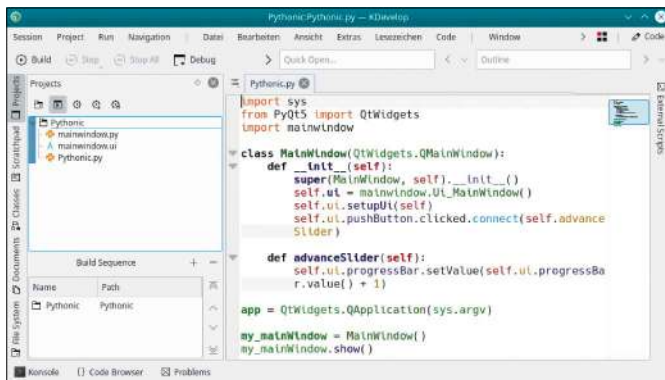 Pythonic:Pythonic.py — KDevelop
Session Project Run Navigation Datei Bearbeiten Ansicht Extras Lesezeichen Code Window Code
Build Stop Stop All Debug Quick Open... Outline
Projects
Scratchpad
Classes
Documents
File System
Projects
Pythonic
mainwindow.py
mainwindow.ui
Pythonic.py
Build Sequence
Name Path
Pythonic Pythonic
Pythonic.py
import sys
from PyQt5 import QtWidgets
import mainwindow
class MainWindow(QtWidgets.QMainWindow):
def __init__(self):
super(MainWindow, self).__init__()
self.ui = mainwindow.Ui_MainWindow()
self.ui.setupUi(self)
self.ui.pushButton.clicked.connect(self.advance
Slider)
def advanceSlider(self):
self.ui.progressBar.setValue(self.ui.progressBa
r.value() + 1)
app = QtWidgets.QApplication(sys.argv)
my_mainWindow = MainWindow()
my_mainWindow.show()
External Scripts
Konsole {} Code Browser Problems